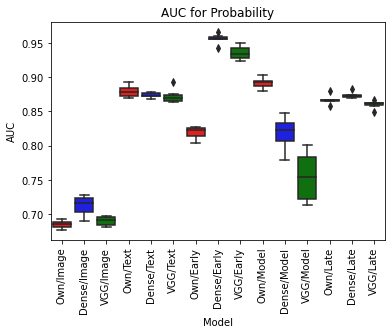 AUC for Probability
AUC
0.95
0.90
0.85
0.80
0.75
0.70
Own/Image
Dense/Image
VGG/Image
Own/Text
Dense/Text
VGG/Text
Own/Early
Dense/Early
VGG/Early
Own/Model
Dense/Model
VGG/Model
Own/Late
Dense/Late
VGG/Late
Model